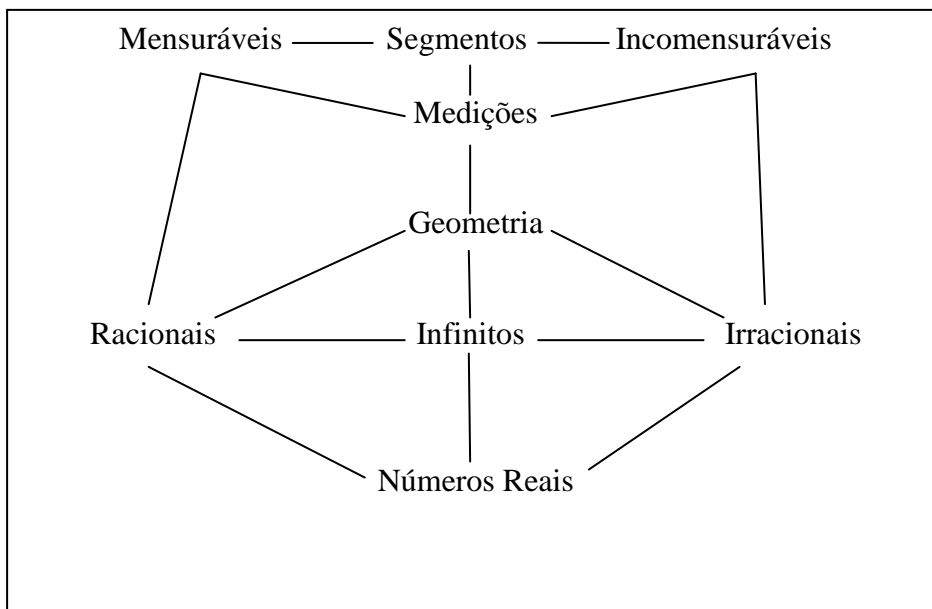 Mensuráveis Segmentos Incomensuráveis
Medições
Geometria
Racionais Infinitos Irracionais
Números Reais